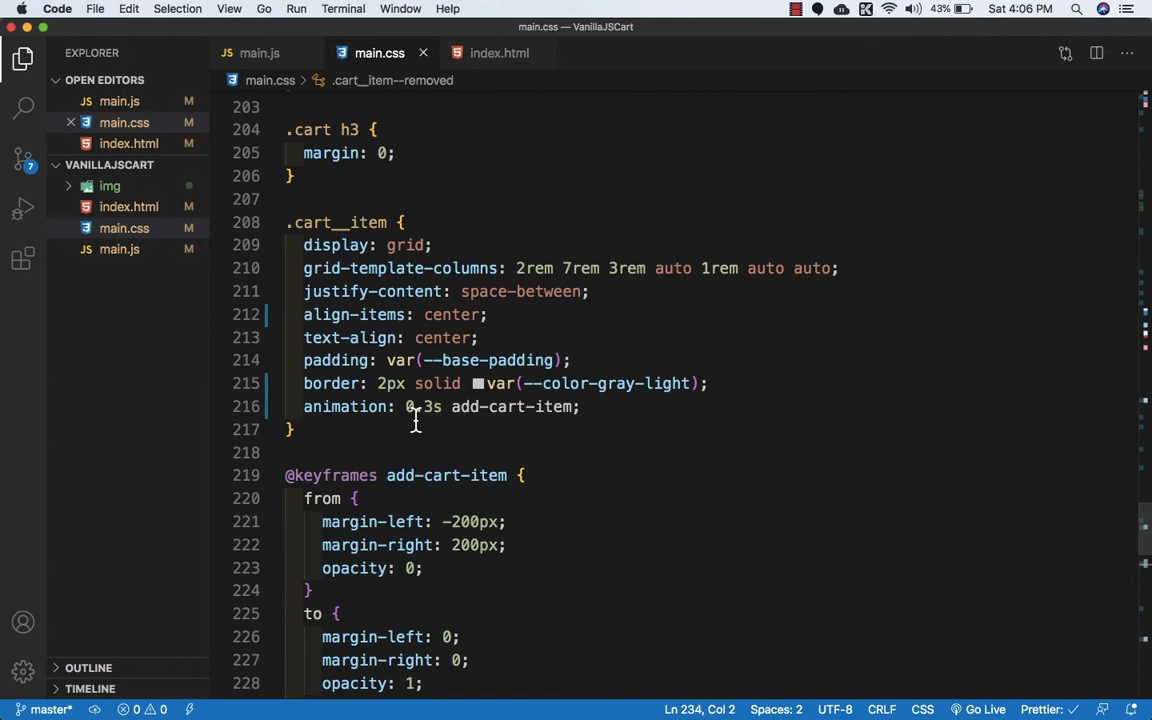 Code File Edit Selection View Go Run Terminal Window Help 43% Sat 4:06 PM
main.css — VanillaJSCart
EXPLORER
main.js
main.css
index.html
OPEN EDITORS
main.css > .cart__item--removed
main.js M
main.css M
index.html M
VANILLAJSCART
img
index.html M
main.css M
main.js M
7
203
204 .cart h3 {
205 margin: 0;
206 }
207
208 .cart__item {
209 display: grid;
210 grid-template-columns: 2rem 7rem 3rem auto 1rem auto auto;
211 justify-content: space-between;
212 align-items: center;
213 text-align: center;
214 padding: var(--base-padding);
215 border: 2px solid var(--color-gray-light);
216 animation: 0.3s add-cart-item;
217 }
218
219 @keyframes add-cart-item {
220 from {
221 margin-left: -200px;
222 margin-right: 200px;
223 opacity: 0;
224 }
225 to {
226 margin-left: 0;
227 margin-right: 0;
228 opacity: 1;
OUTLINE
TIMELINE
master* 0 0 Ln 234, Col 2 Spaces: 2 UTF-8 CRLF CSS Go Live Prettier: ✓